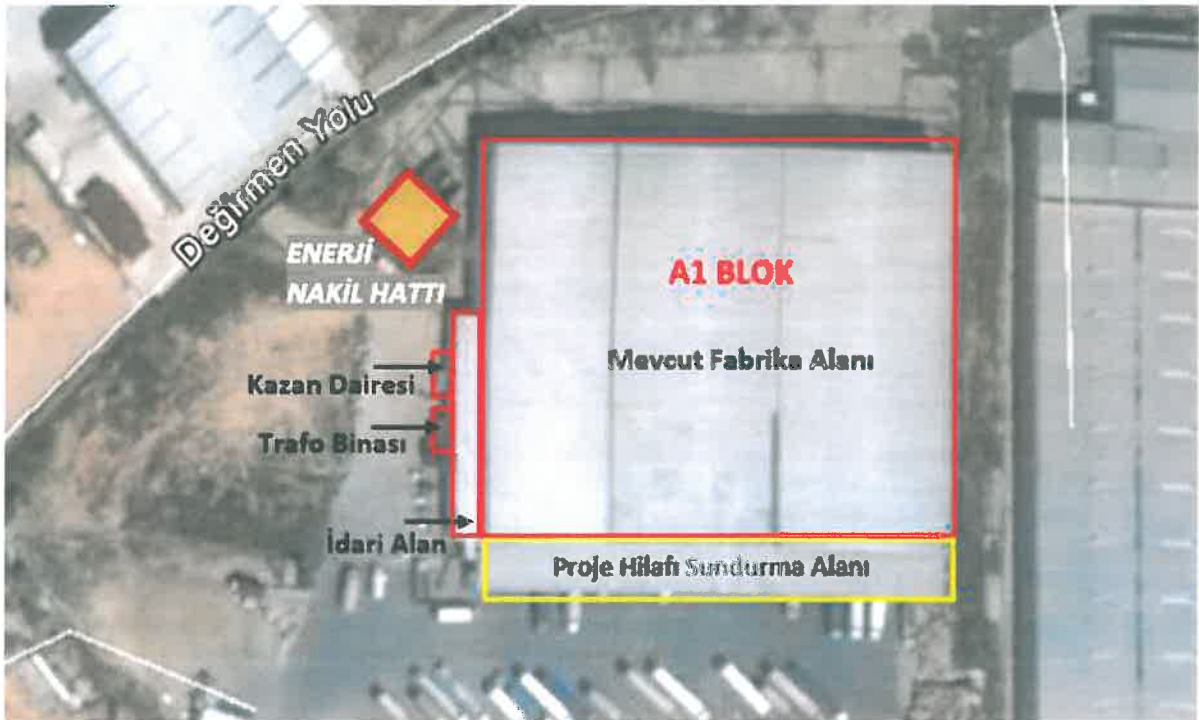 Değirmen Yolu
ENERJİ
NAKİL HATTI
A1 BLOK
Mevcut Fabrika Alanı
Kazan Dairesi
Trafo Binası
İdari Alan
Proje Hilafı Sundurma Alanı